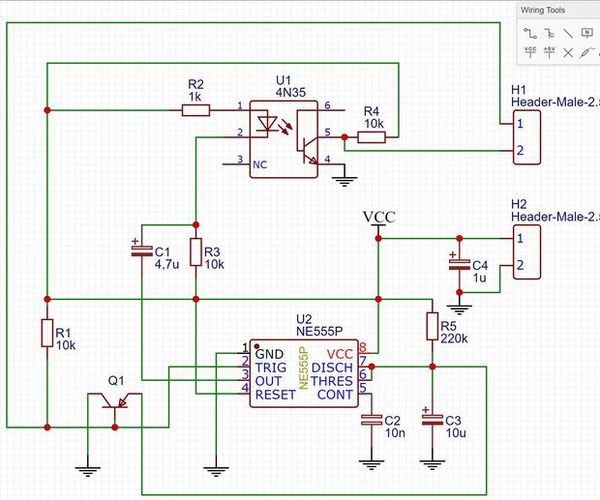 Wiring Tools
N
VCC
+5V
U1
4N35
R2
1k
1
6
R4
10k
2
5
3
NC
4
H1
Header-Male-2.5
1
2
VCC
H2
Header-Male-2.5
1
2
C1
4,7u
R3
10k
C4
1u
R1
10k
U2
NE555P
NE555P
1
GND
VCC
8
2
TRIG
DISCH
7
3
OUT
THRES
6
4
RESET
CONT
5
R5
220k
Q1
C2
10n
C3
10u